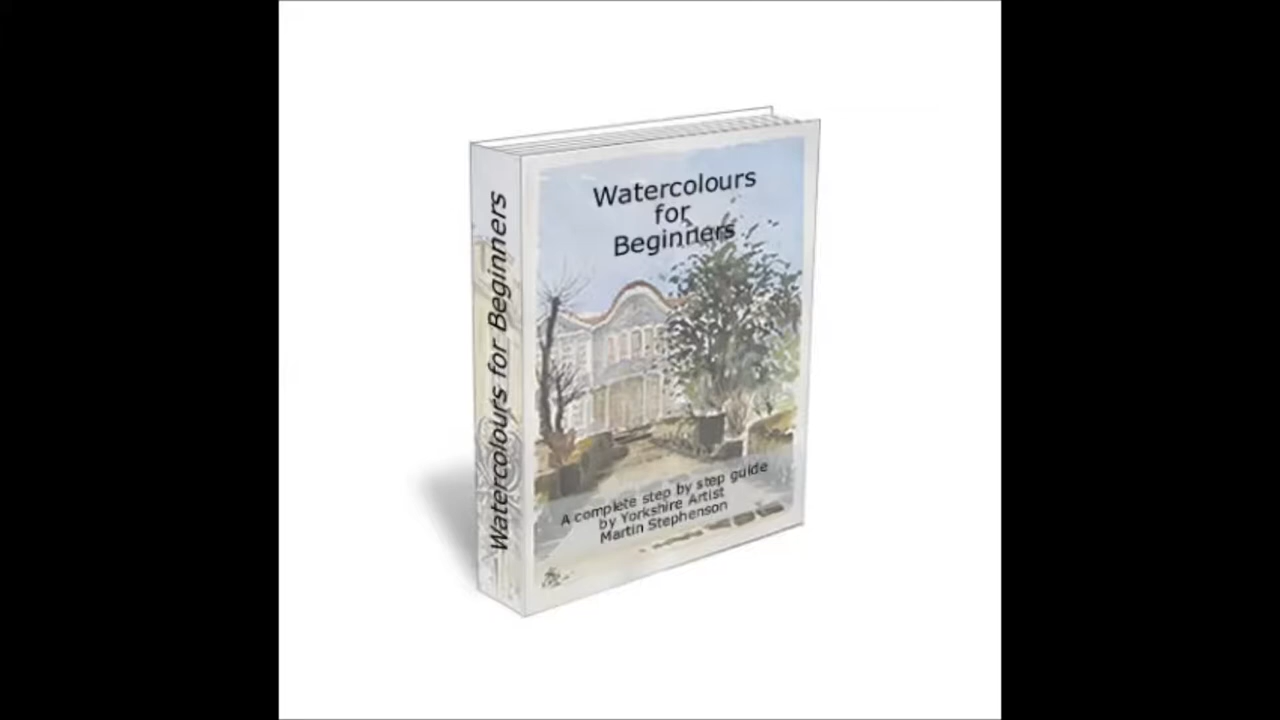 Watercolours for Beginners
Watercolours
for
Beginners
A complete step by step guide
by Yorkshire Artist
Martin Stephenson